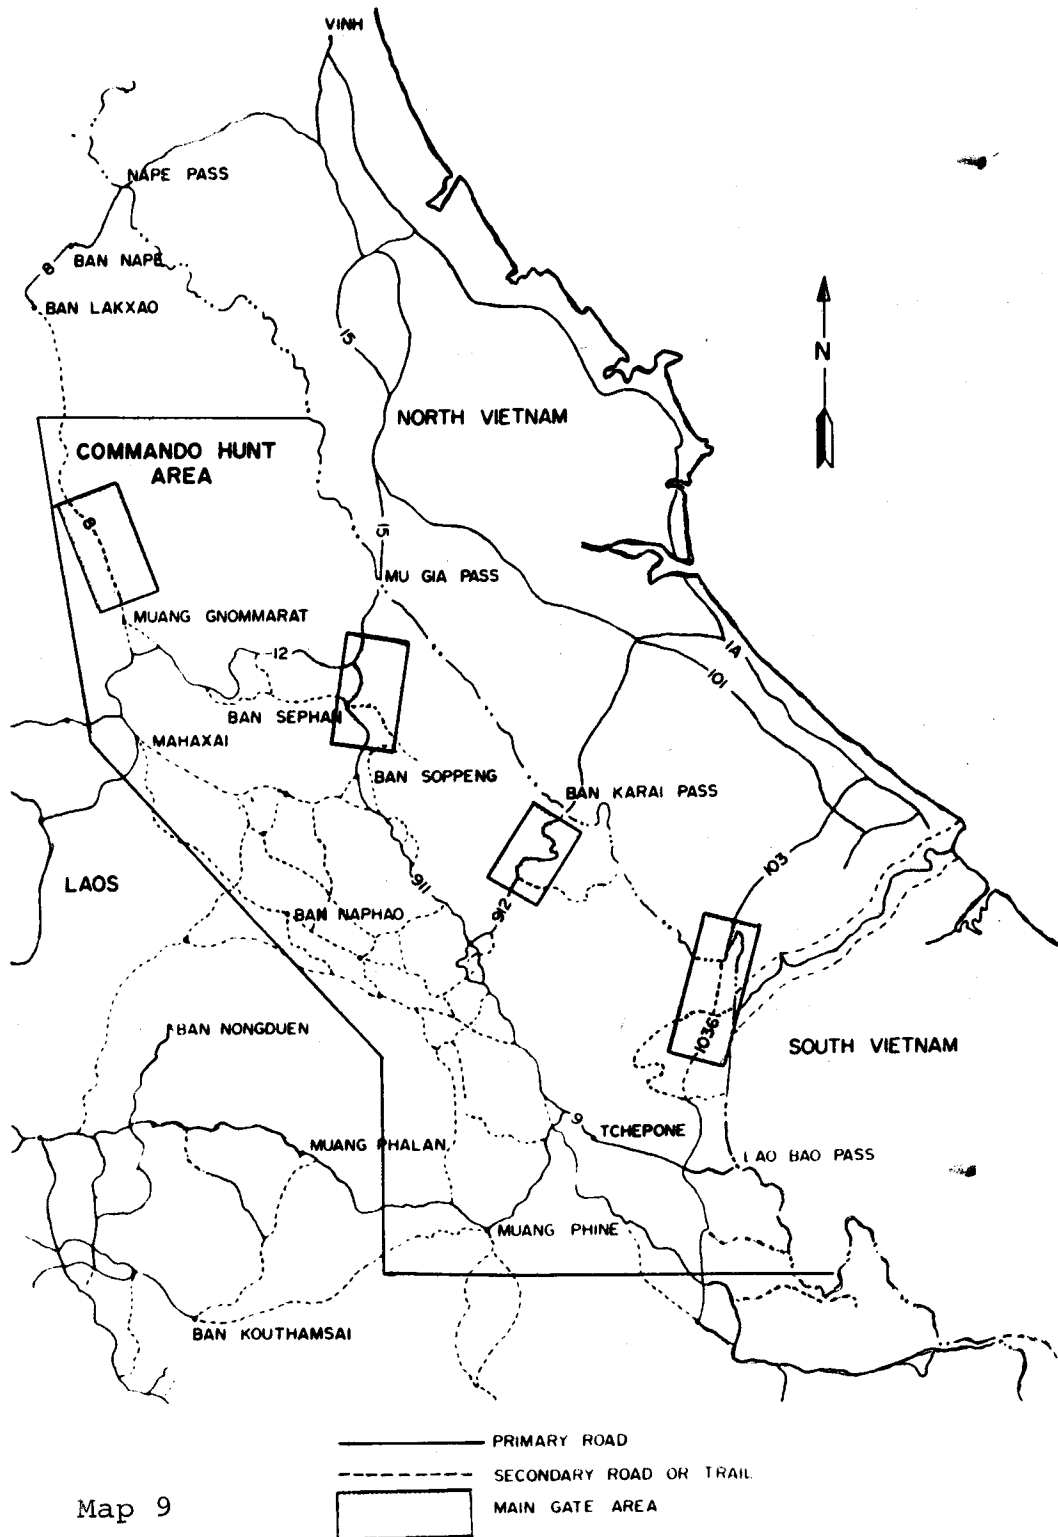 VINH
NAPE PASS
BAN NAPE
8
BAN LAKXAO
15
N
NORTH VIETNAM
COMMANDO HUNT
AREA
8
15
MU GIA PASS
MUANG GNOMMARAT
12
1A
101
BAN SEPHAN
MAHAXAI
BAN SOPPENG
BAN KARAI PASS
103
LAOS
911
912
BAN NAPHAO
1036
BAN NONGDUEN
SOUTH VIETNAM
9
TCHEPONE
MUANG PHALAN
LAO BAO PASS
MUANG PHINE
BAN KOUTHAMSAI
PRIMARY ROAD
SECONDARY ROAD OR TRAIL
MAIN GATE AREA
Map 9